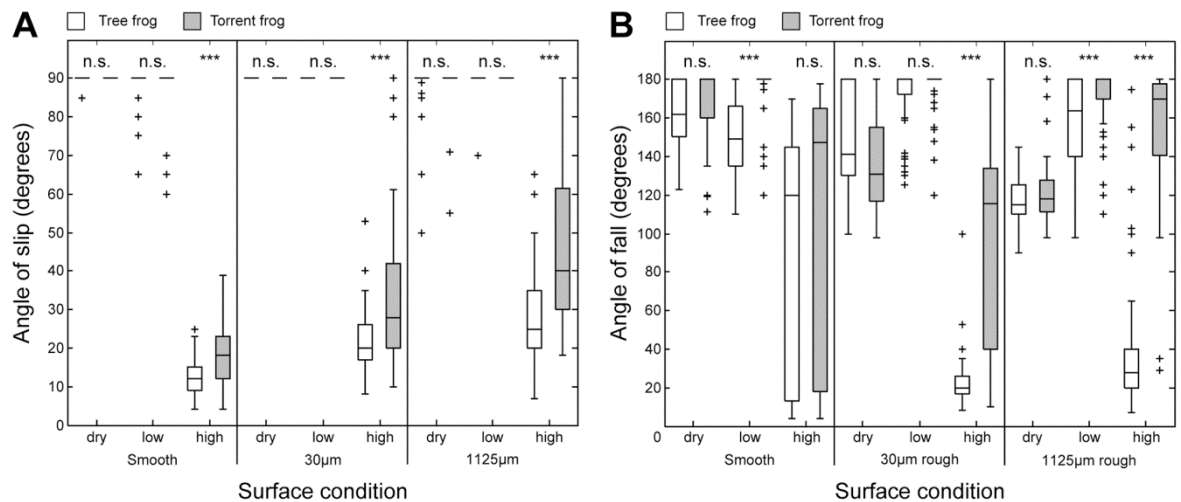 A
Tree frog Torrent frog
n.s. n.s. *** n.s. n.s. *** n.s. n.s. ***
Angle of slip (degrees)
90
80
70
60
50
40
30
20
10
0
dry low high dry low high dry low high
Smooth 30µm 1125µm
Surface condition
B
Tree frog Torrent frog
n.s. *** n.s. n.s. n.s. *** n.s. *** ***
Angle of fall (degrees)
180
160
140
120
100
80
60
40
20
0
dry low high dry low high dry low high
Smooth 30µm rough 1125µm rough
Surface condition